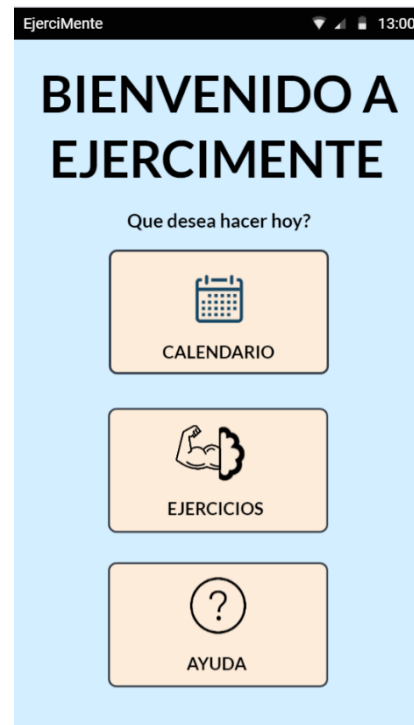 EjerciMente 13:00
BIENVENIDO A
EJERCIMENTE
Que desea hacer hoy?
CALENDARIO
EJERCICIOS
?
AYUDA